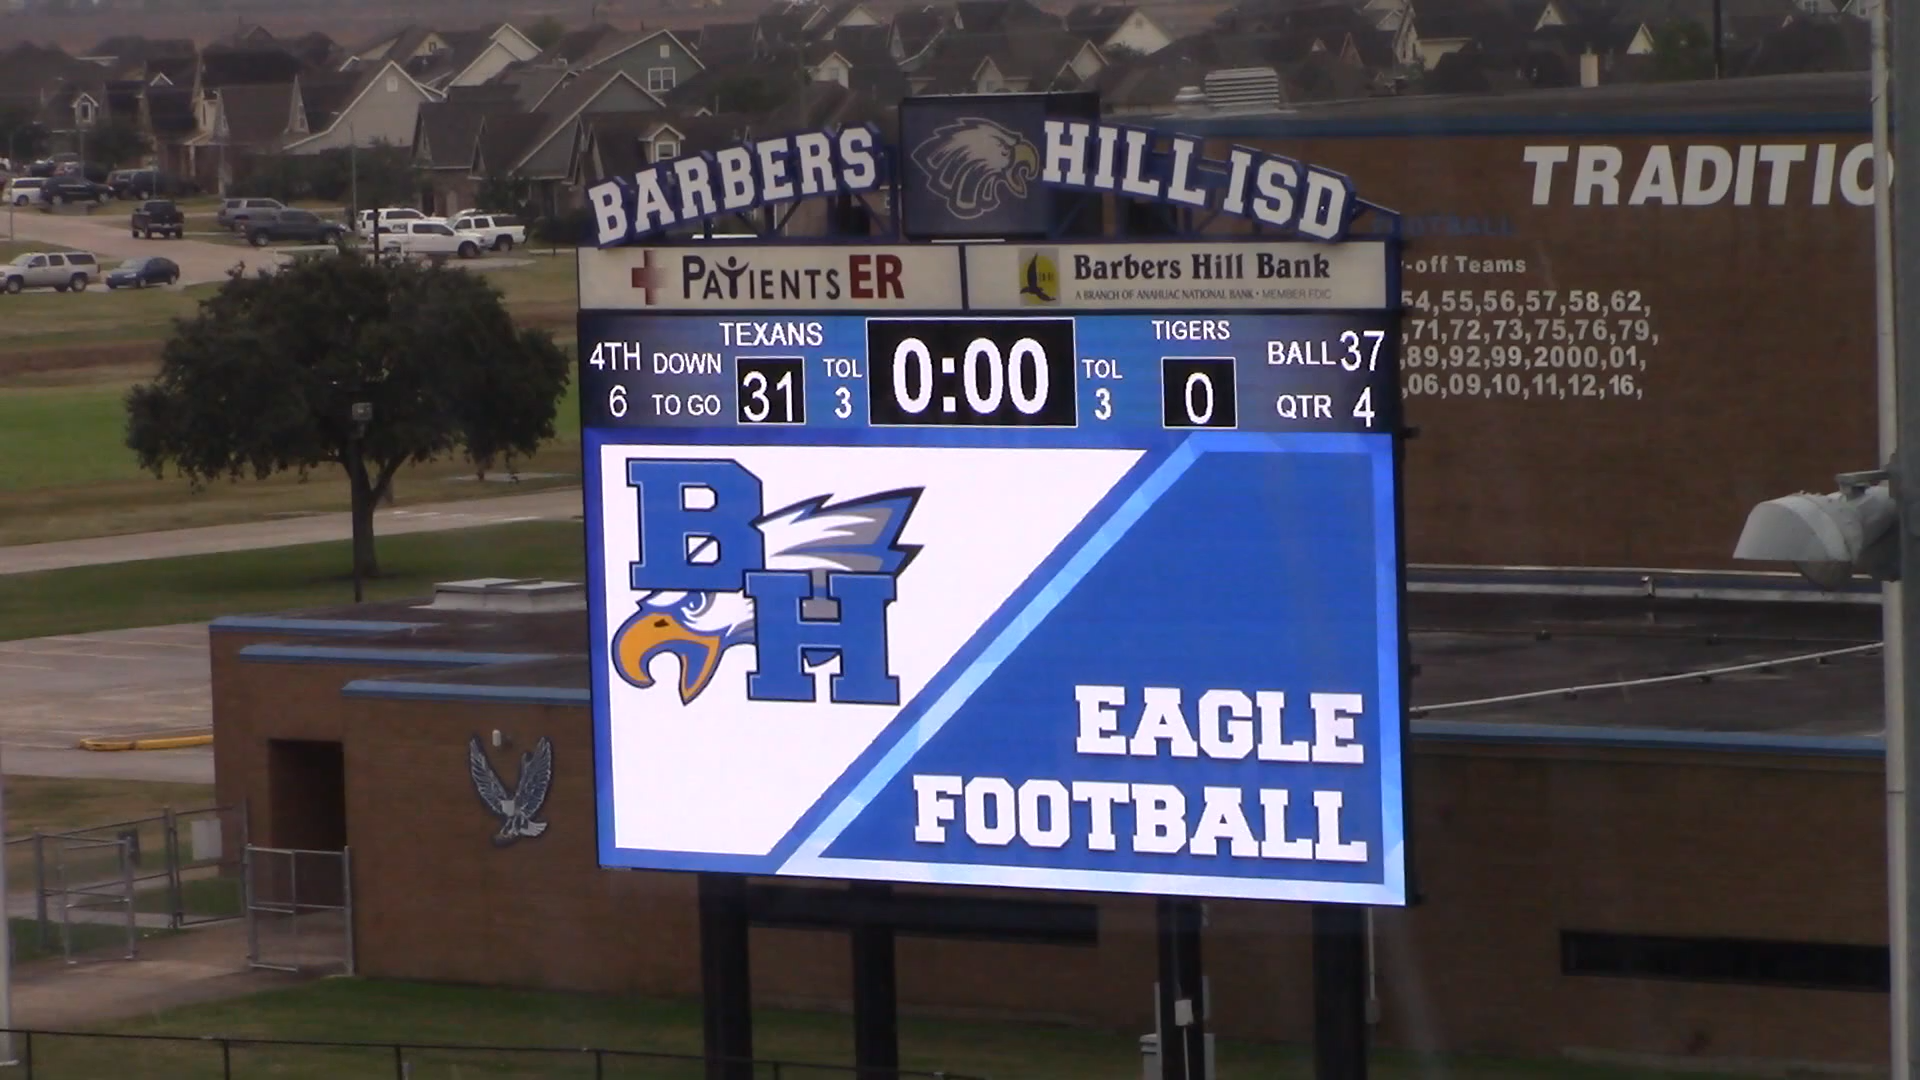 BARBERS HILL ISD
PATIENTS ER
Barbers Hill Bank
A BRANCH OF ANAHUAC NATIONAL BANK • MEMBER FDIC
TEXANS
TIGERS
4TH DOWN
6 TO GO
31
TOL
3
0:00
TOL
3
0
BALL 37
QTR 4
BH
EAGLE
FOOTBALL
TRADITIO
FOOTBALL
-off Teams
54,55,56,57,58,62,
,71,72,73,75,76,79,
,89,92,99,2000,01,
,06,09,10,11,12,16,